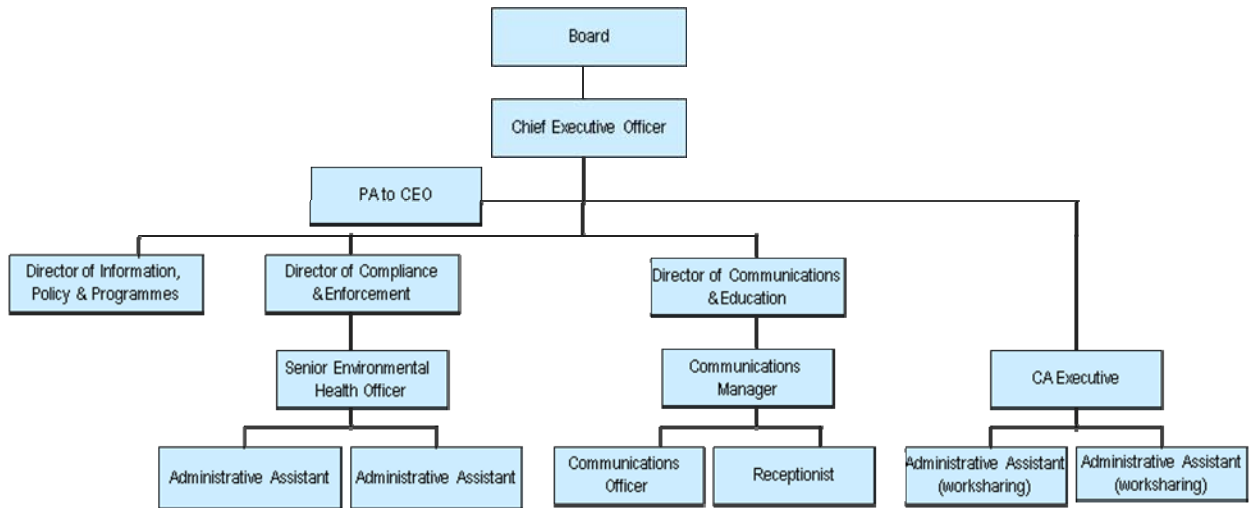 Board
Chief Executive Officer
PA to CEO
Director of Information,
Policy & Programmes
Director of Compliance
& Enforcement
Director of Communications
& Education
Senior Environmental
Health Officer
Communications
Manager
CA Executive
Administrative Assistant
Administrative Assistant
Communications
Officer
Receptionist
Administrative Assistant
(worksharing)
Administrative Assistant
(worksharing)